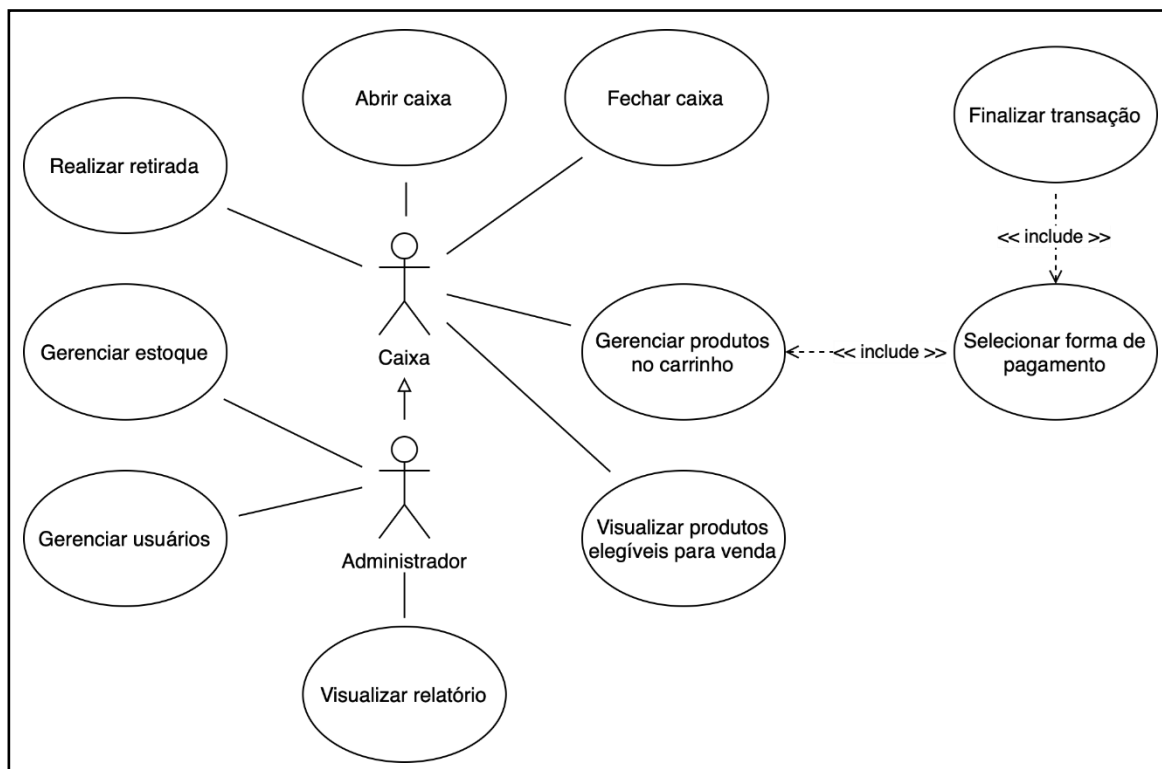 Abrir caixa
Fechar caixa
Finalizar transação
Realizar retirada
<< include >>
Gerenciar estoque
Caixa
Gerenciar produtos
no carrinho
<< include >>
Selecionar forma de
pagamento
Gerenciar usuários
Administrador
Visualizar produtos
elegíveis para venda
Visualizar relatório